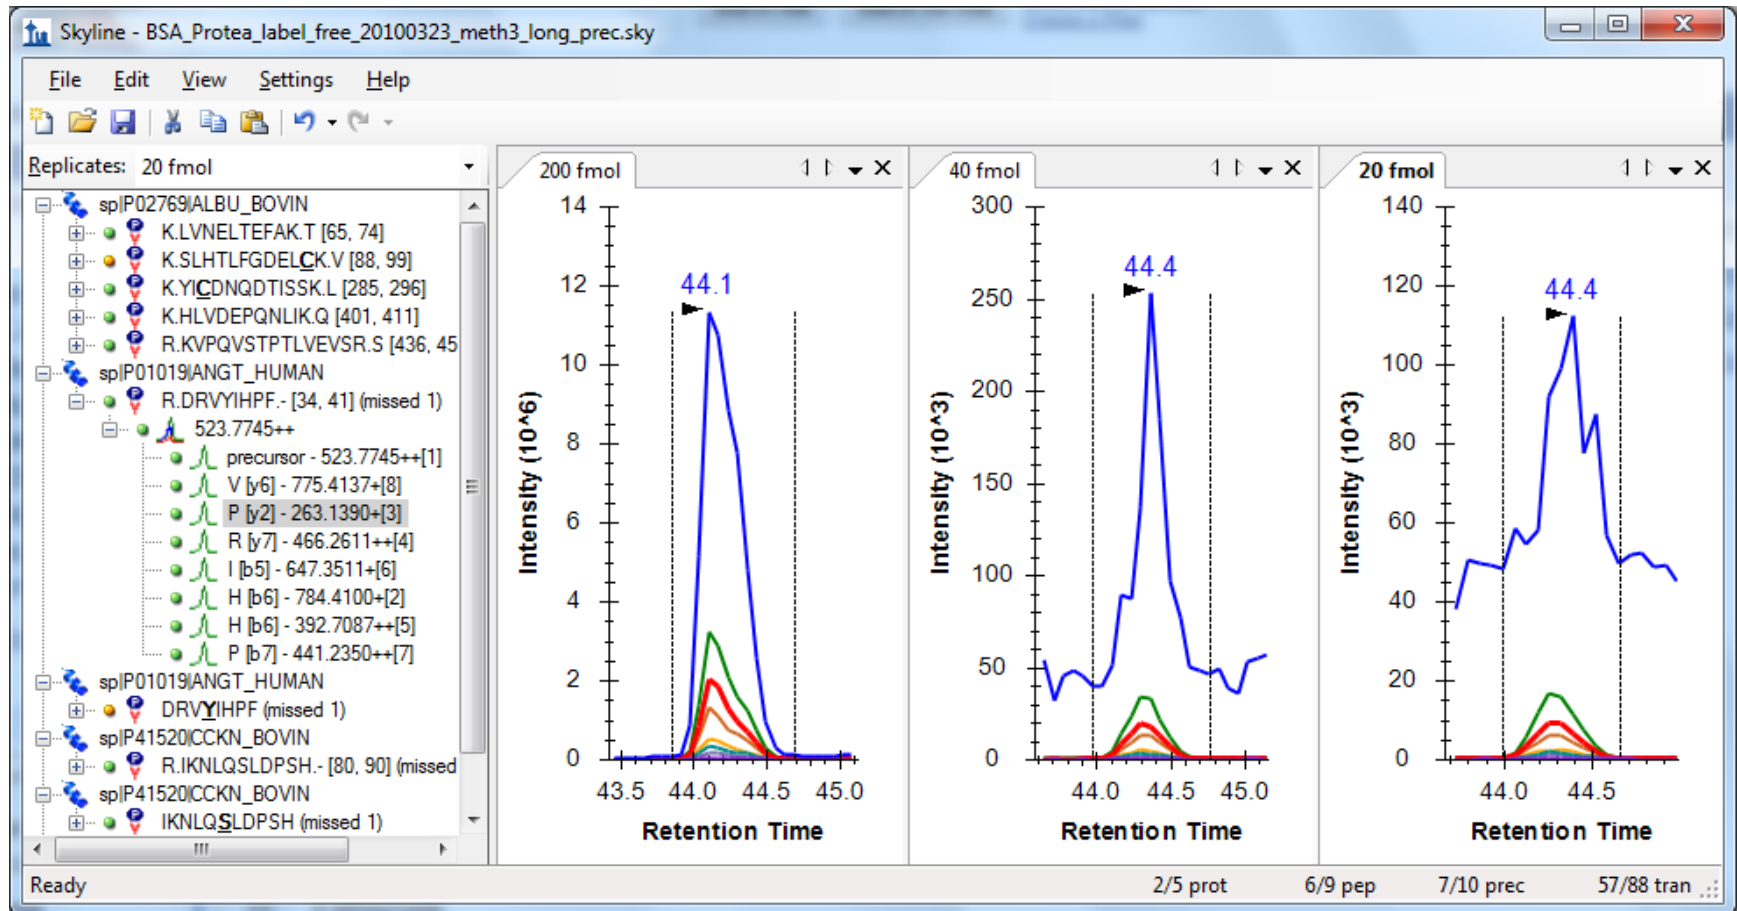 Skyline - BSA_Protea_label_free_20100323_meth3_long_prec.sky
File Edit View Settings Help
Replicates: 20 fmol
sp|P02769|ALBU_BOVIN
K.LVNELTEFAK.T [65, 74]
K.SLHTLFGDELCK.V [88, 99]
K.YICDNQDTISSK.L [285, 296]
K.HLVDEPQNLIK.Q [401, 411]
R.KVPQVSTPTLVEVSR.S [436, 45
sp|P01019|ANGT_HUMAN
R.DRVYIHPF.- [34, 41] (missed 1)
523.7745++
precursor - 523.7745++[1]
V [y6] - 775.4137+[8]
P [y2] - 263.1390+[3]
R [y7] - 466.2611++[4]
I [b5] - 647.3511+[6]
H [b6] - 784.4100+[2]
H [b6] - 392.7087++[5]
P [b7] - 441.2350++[7]
sp|P01019|ANGT_HUMAN
DRVYIHPF (missed 1)
sp|P41520|CCKN_BOVIN
R.IKNLQSLDPSH.- [80, 90] (missed
sp|P41520|CCKN_BOVIN
IKNLQSLDPSH (missed 1)
200 fmol
14
12
10
8
6
4
2
0
Intensity (10^6)
44.1
43.5 44.0 44.5 45.0
Retention Time
40 fmol
300
250
200
150
100
50
0
Intensity (10^3)
44.4
44.0 44.5 45.0
Retention Time
20 fmol
140
120
100
80
60
40
20
0
Intensity (10^3)
44.4
44.0 44.5
Retention Time
Ready 2/5 prot 6/9 pep 7/10 prec 57/88 tran